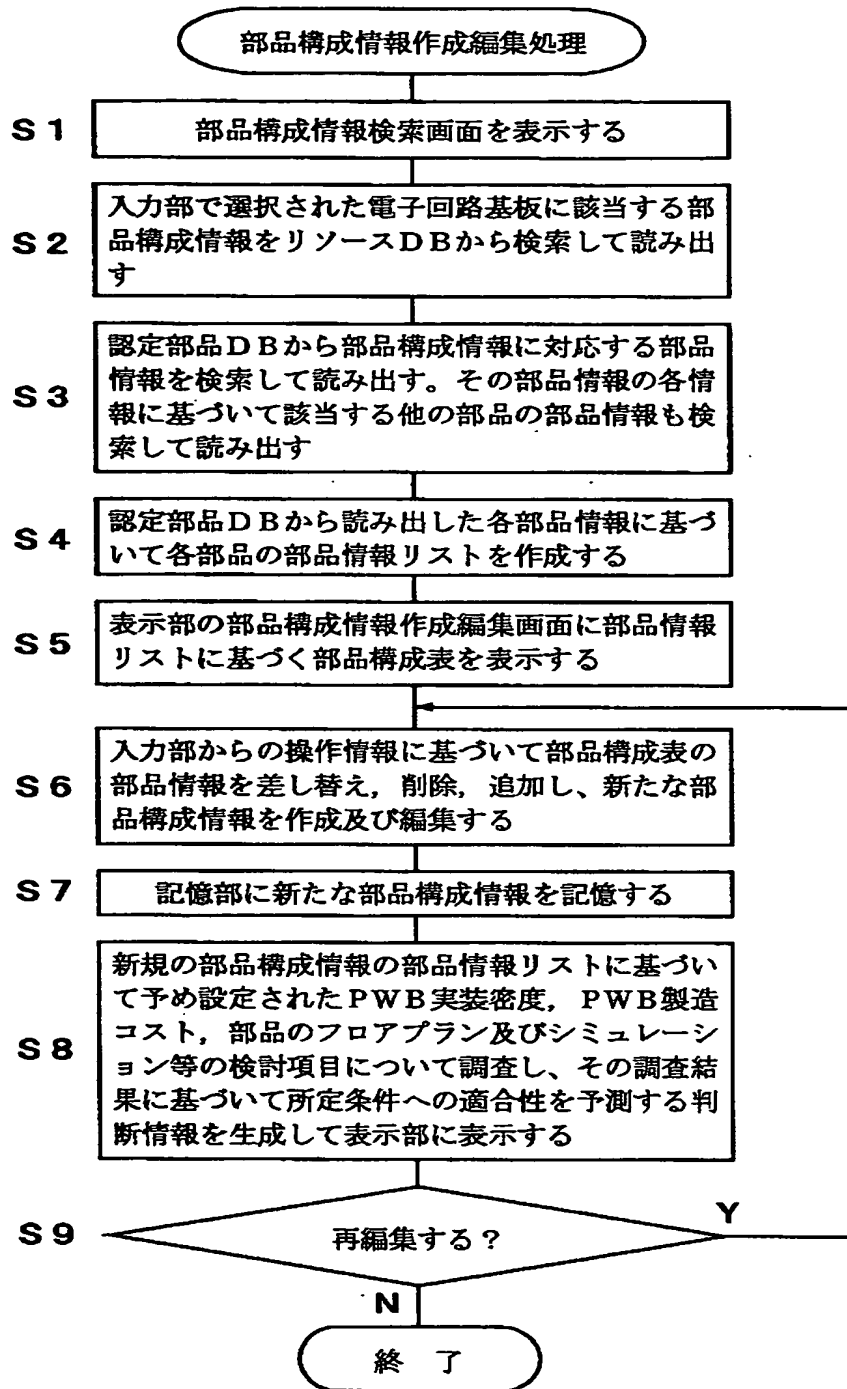 部品構成情報作成編集処理
S1
部品構成情報検索画面を表示する
S2
入力部で選択された電子回路基板に該当する部
品構成情報をリソースDBから検索して読み出
す
S3
認定部品DBから部品構成情報に対応する部品
情報を検索して読み出す。その部品情報の各情
報に基づいて該当する他の部品の部品情報も検
索して読み出す
S4
認定部品DBから読み出した各部品情報に基づ
いて各部品の部品情報リストを作成する
S5
表示部の部品構成情報作成編集画面に部品情報
リストに基づく部品構成表を表示する
S6
入力部からの操作情報に基づいて部品構成表の
部品情報を差し替え,削除,追加し、新たな部
品構成情報を作成及び編集する
S7
記憶部に新たな部品構成情報を記憶する
S8
新規の部品構成情報の部品情報リストに基づい
て予め設定されたPWB実装密度,PWB製造
コスト,部品のフロアプラン及びシミュレーシ
ョン等の検討項目について調査し、その調査結
果に基づいて所定条件への適合性を予測する判
断情報を生成して表示部に表示する
S9
再編集する?
Y
N
終 了